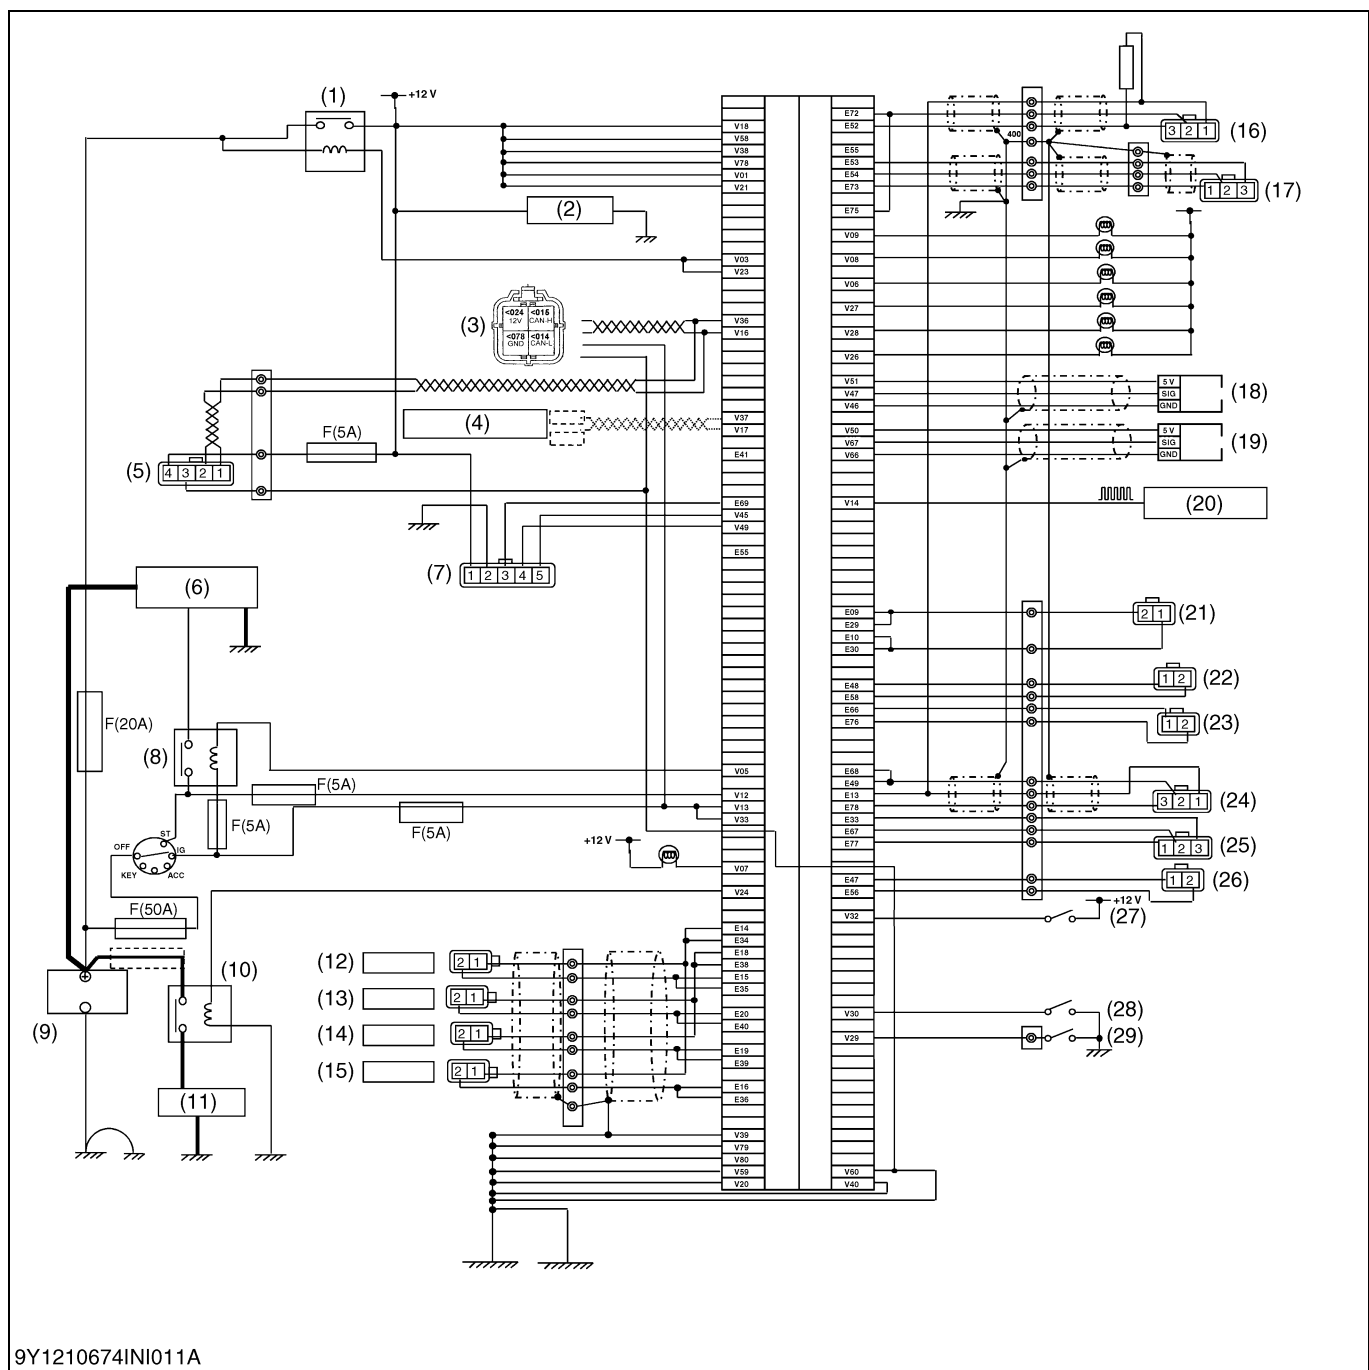 (1)
+12 V
V18
V58
V38
V78
V01
V21
(2)
V03
V23
(3)
<024 12V
<015 CAN-H
<078 GND
<014 CAN-L
V36
V16
(4)
V37
V17
F(5A)
(5)
4 3 2 1
E41
E69
V45
V49
E55
(7)
1 2 3 4 5
(6)
F(20A)
(8)
V05
F(5A)
V12
V13
V33
F(5A)
F(5A)
ST
OFF
IG
KEY
ACC
+12 V
V07
V24
F(50A)
(9)
(10)
(11)
E14
E34
E18
E38
E15
E35
E20
E40
E19
E39
E16
E36
(12)
2 1
(13)
2 1
(14)
2 1
(15)
2 1
V39
V79
V80
V59
V20
E72
E52
E55
E53
E54
E73
E75
400
3 2 1
(16)
1 2 3
(17)
V09
V08
V06
V27
V28
V26
V51
V47
V46
5 V
SIG
GND
(18)
V50
V67
V66
5 V
SIG
GND
(19)
V14
(20)
E09
E29
E10
E30
2 1
(21)
E48
E58
E66
E76
1 2
(22)
1 2
(23)
E68
E49
E13
E78
E33
E67
E77
3 2 1
(24)
1 2 3
(25)
E47
E56
1 2
(26)
V32
+12 V
(27)
V30
(28)
V29
(29)
V60
V40
9Y1210674INI011A